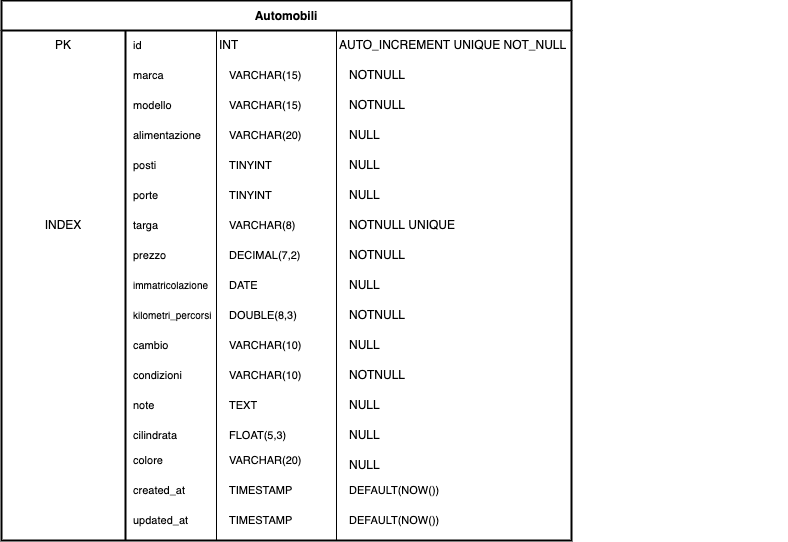 Automobili
PK id INT AUTO_INCREMENT UNIQUE NOT_NULL
marca VARCHAR(15) NOTNULL
modello VARCHAR(15) NOTNULL
alimentazione VARCHAR(20) NULL
posti TINYINT NULL
porte TINYINT NULL
INDEX targa VARCHAR(8) NOTNULL UNIQUE
prezzo DECIMAL(7,2) NOTNULL
immatricolazione DATE NULL
kilometri_percorsi DOUBLE(8,3) NOTNULL
cambio VARCHAR(10) NULL
condizioni VARCHAR(10) NOTNULL
note TEXT NULL
cilindrata FLOAT(5,3) NULL
colore VARCHAR(20) NULL
created_at TIMESTAMP DEFAULT(NOW())
updated_at TIMESTAMP DEFAULT(NOW())